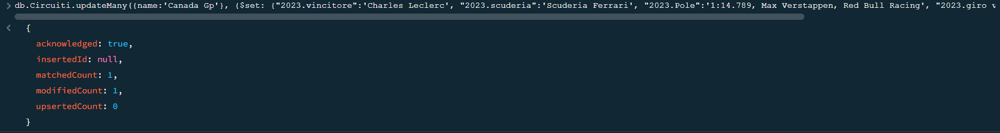 db.Circuiti.updateMany({name:'Canada Gp'}, {$set: {"2023.vincitore":'Charles Leclerc', "2023.scuderia":'Scuderia Ferrari', "2023.Pole":'1:14.789, Max Verstappen, Red Bull Racing', "2023.giro
{
acknowledged: true,
insertedId: null,
matchedCount: 1,
modifiedCount: 1,
upsertedCount: 0
}